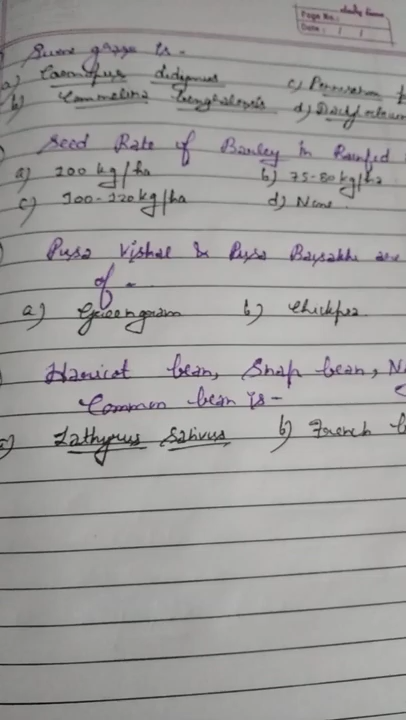 Page No.:
Date: / /
grass is -
a) Coronopus didymus c) Pennisetum
b) Commelina benghalensis d) Dactyloctenium
Seed Rate of Barley in Rainfed
a) 100 kg/ha b) 75-80 kg/ha
c) 100-120 kg/ha d) None.
Pusa Vishal & Pusa Baisakhi are
of -
a) Greengram b) Chickpea
Haricot bean, Snap bean, N
Common bean is -
a) Lathyrus Sativus b) French b